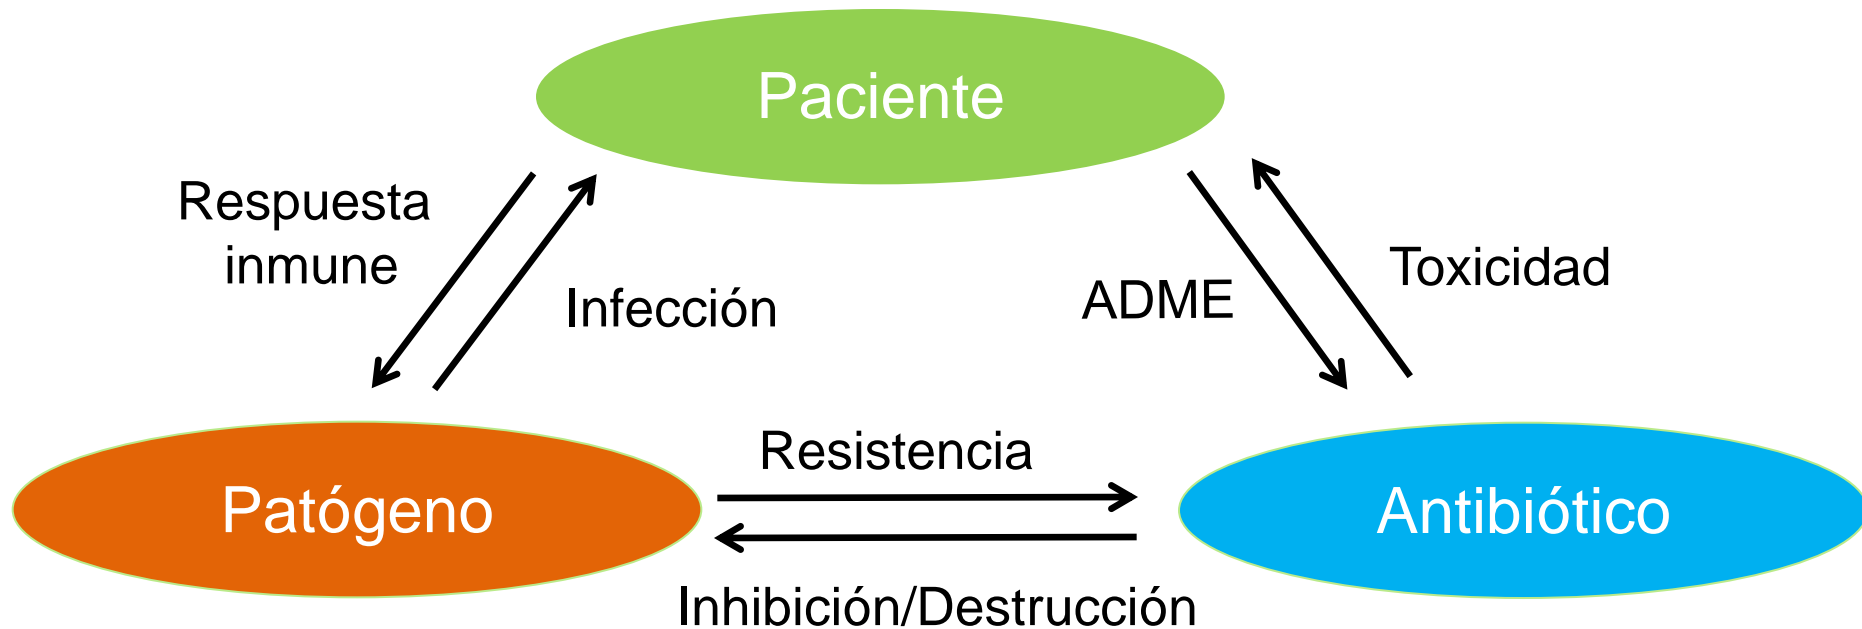 Paciente
Respuesta
inmune
Infección
ADME
Toxicidad
Resistencia
Patógeno
Antibiótico
Inhibición/Destrucción